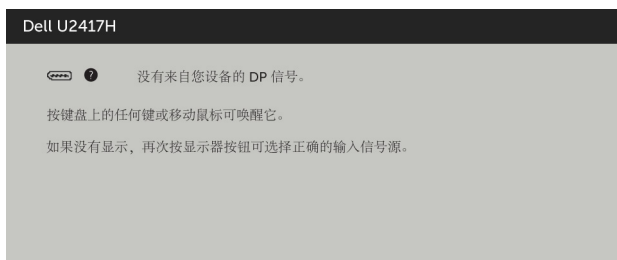 Dell U2417H
? 没有来自您设备的 DP 信号。
按键盘上的任何键或移动鼠标可唤醒它。
如果没有显示，再次按显示器按钮可选择正确的输入信号源。